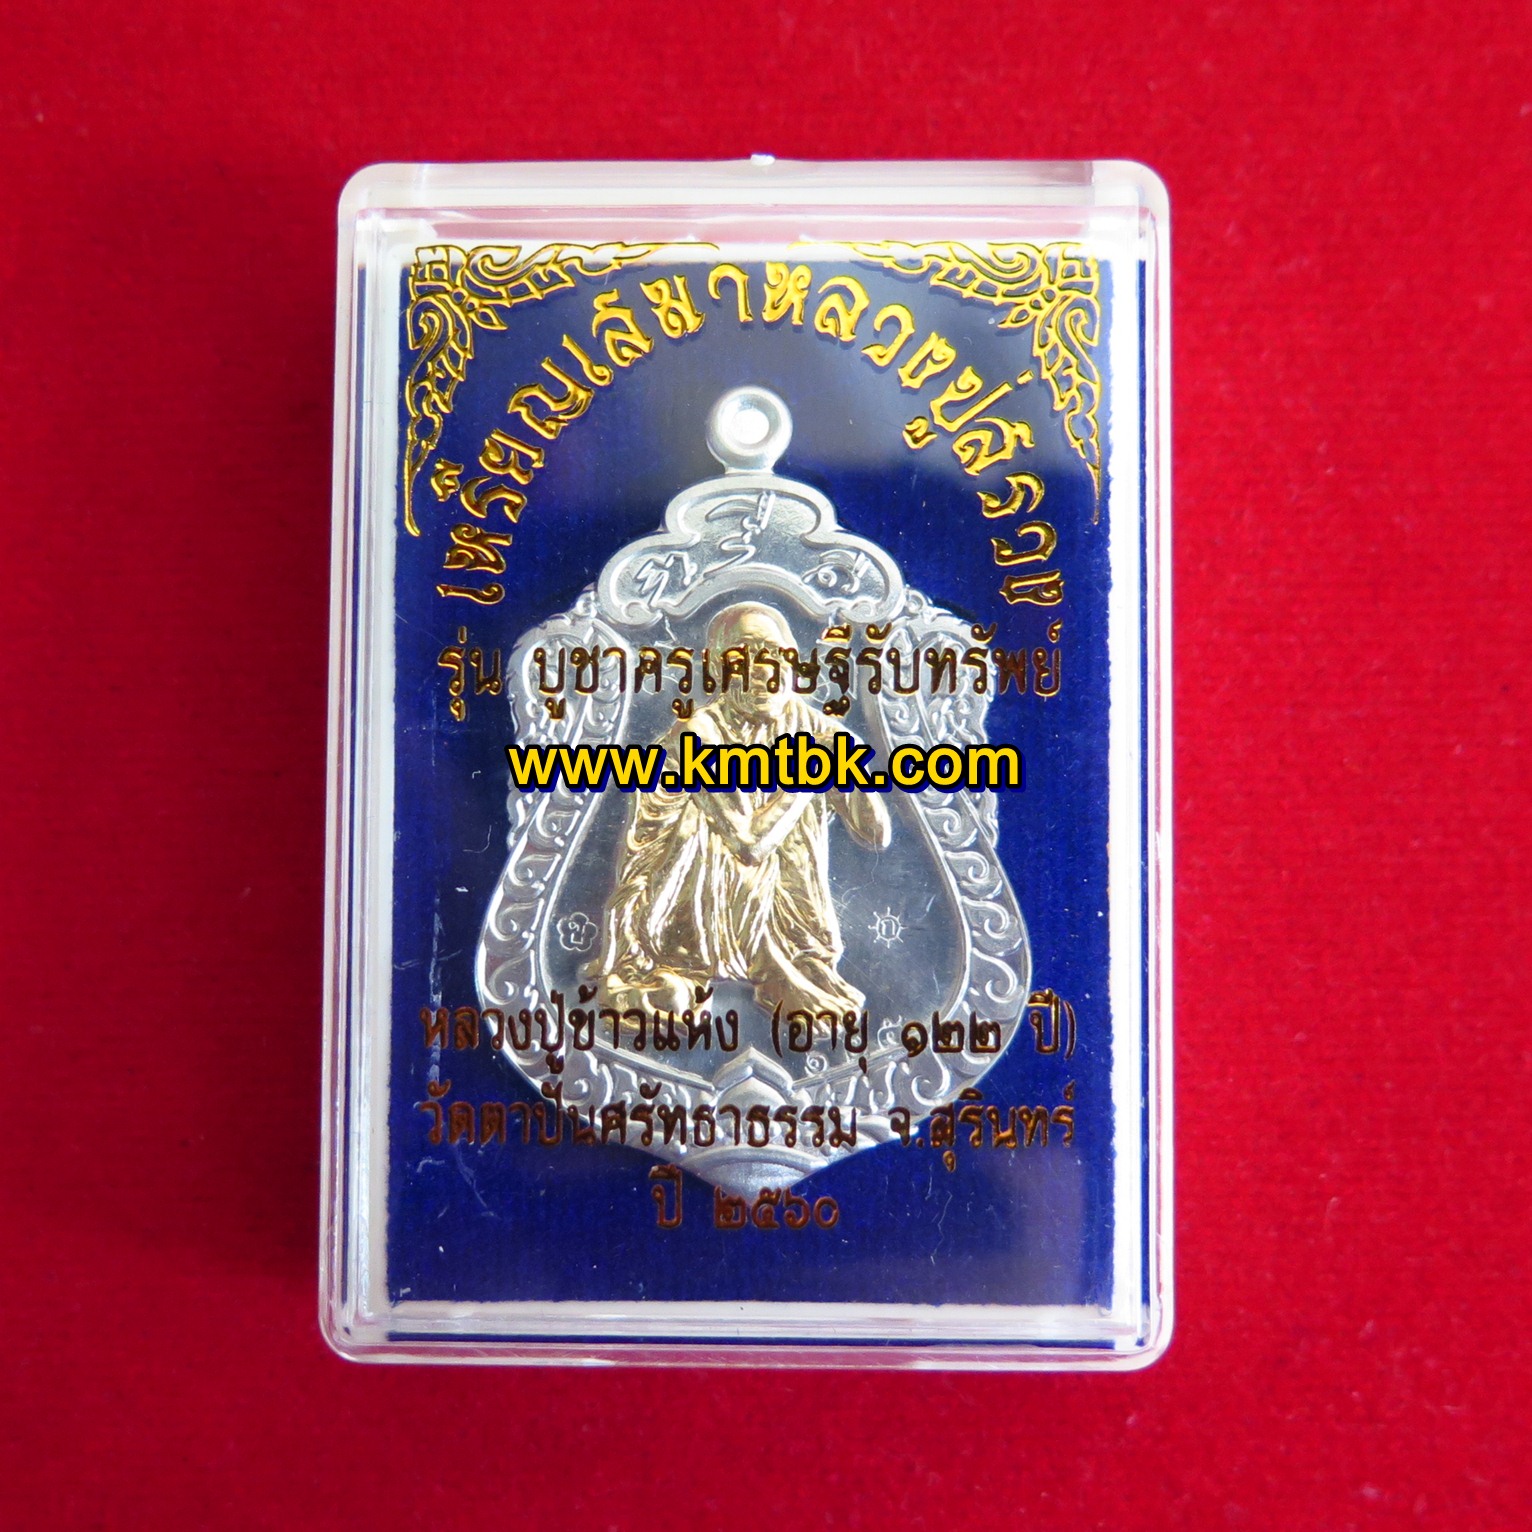 เหรียญเสมาหลวงปู่สรวง
รุ่น บูชาครูเศรษฐีรับทรัพย์
www.kmtbk.com
ข ก
หลวงปู่ข้าวแห้ง (อายุ ๑๒๒ ปี)
วัดตาปันศรัทธาธรรม จ.สุรินทร์
ปี ๒๕๖๐